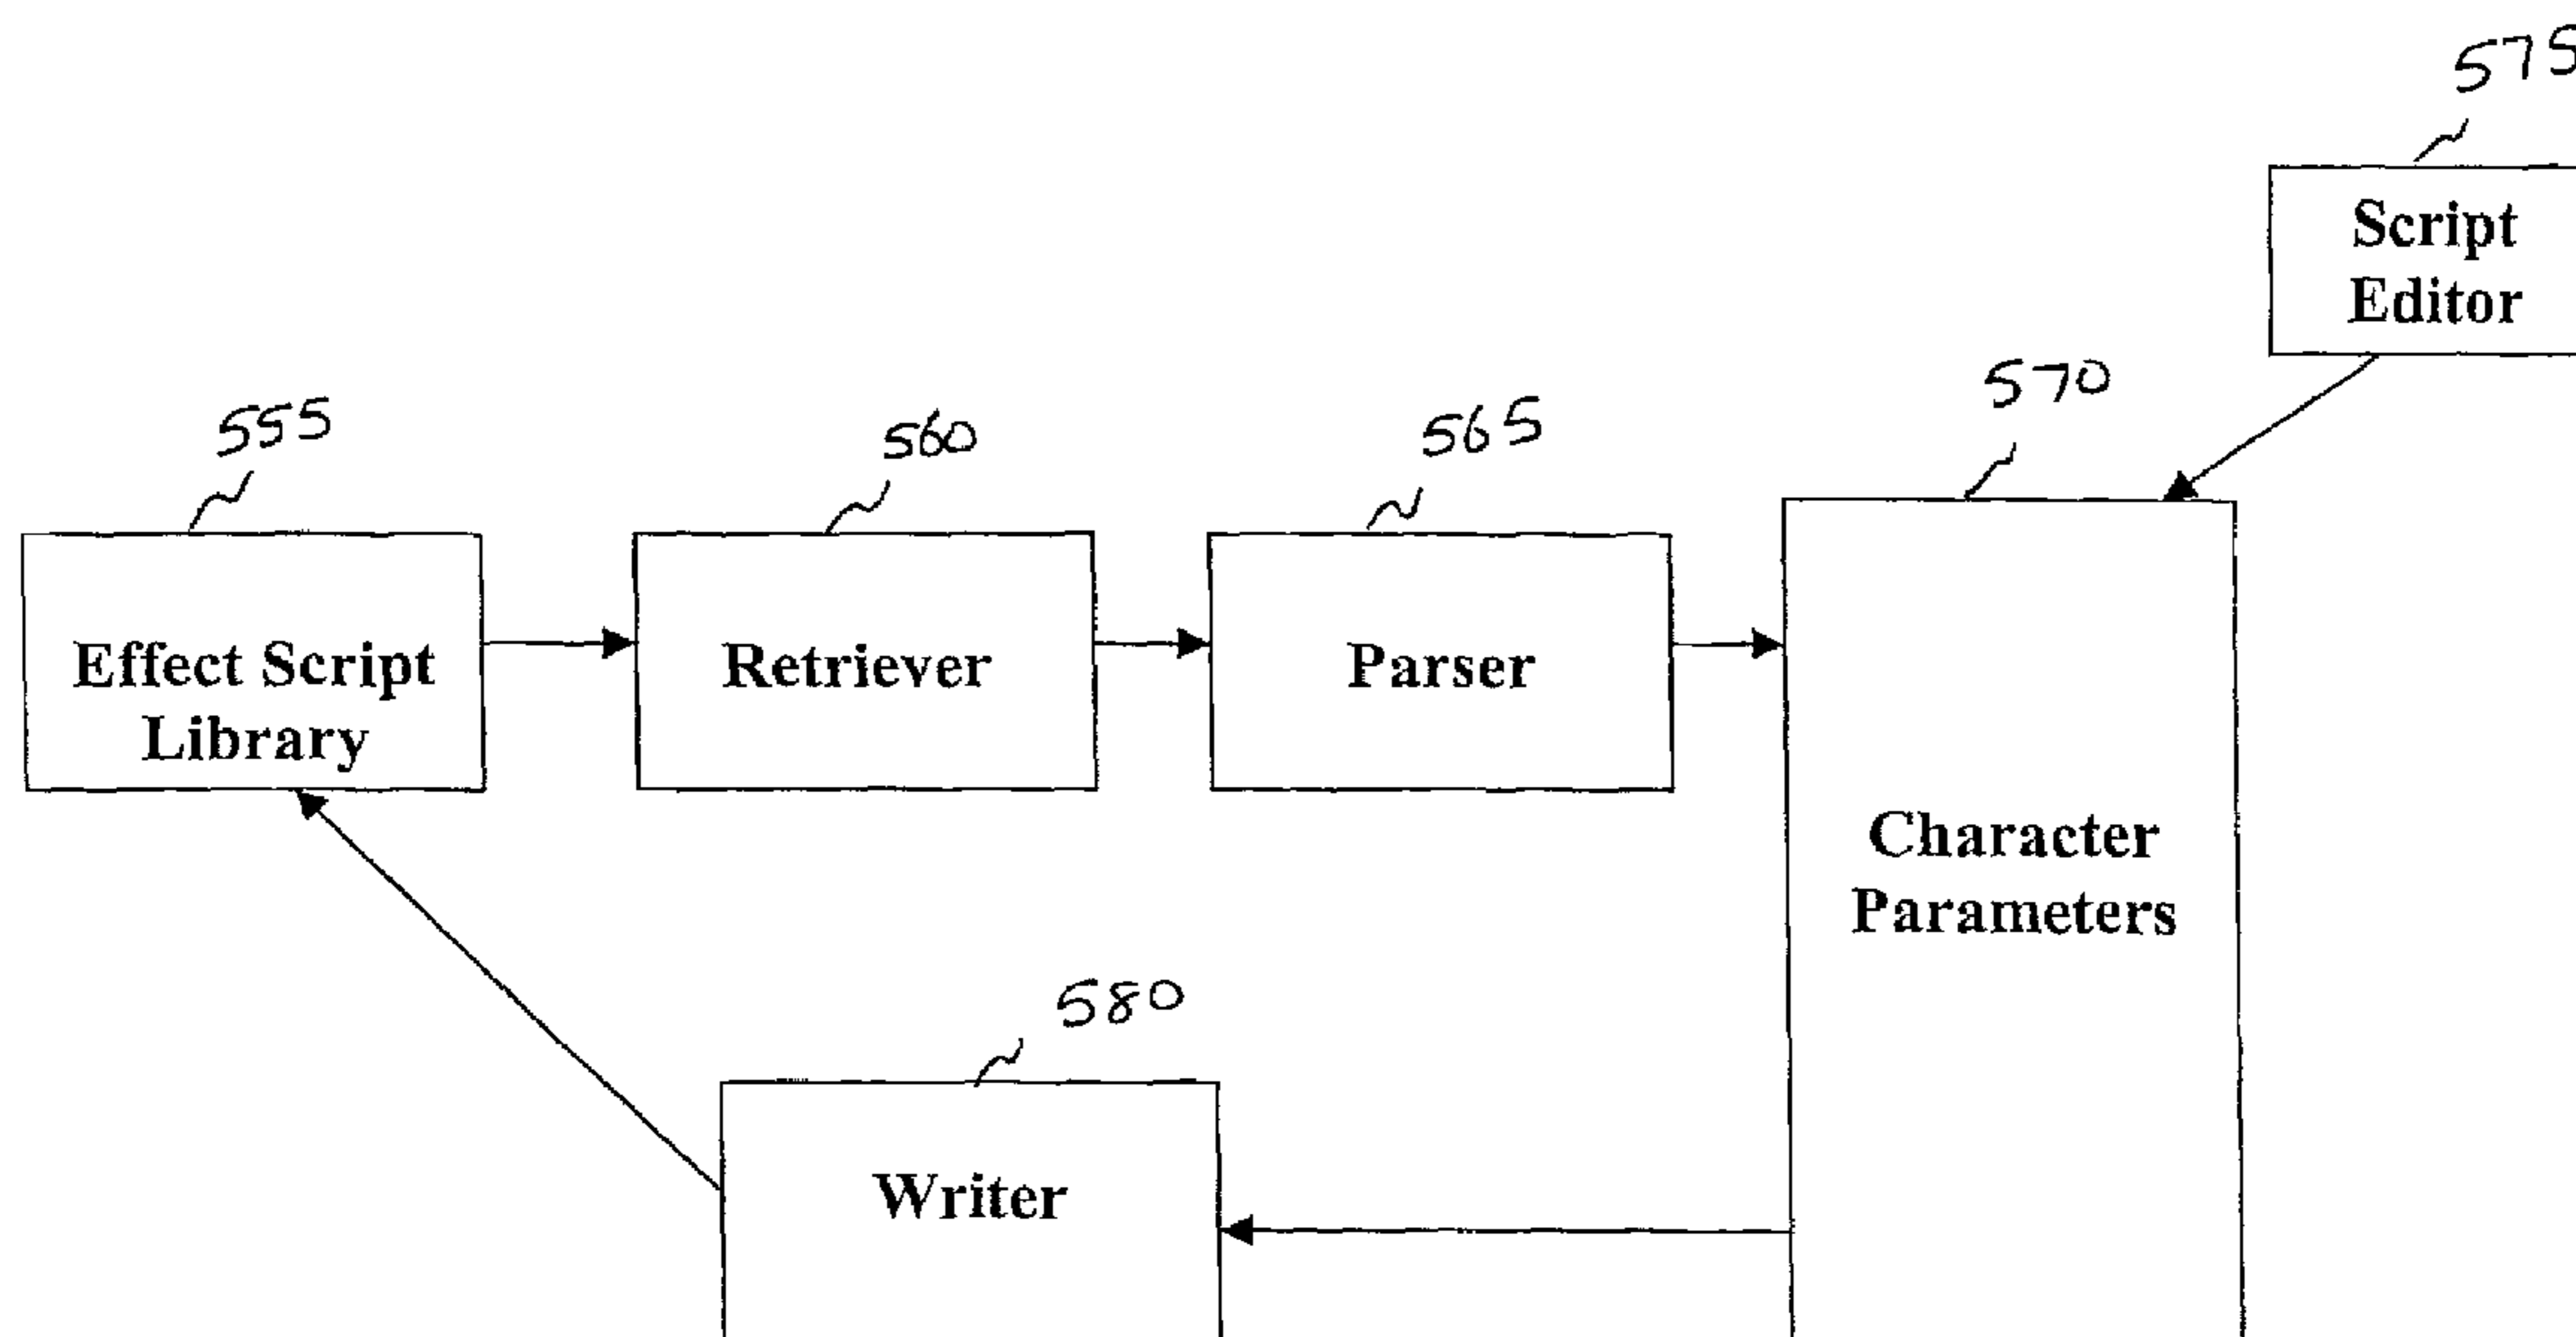 575
Script
Editor
570
555
560
565
Effect Script
Library
Retriever
Parser
Character
Parameters
580
Writer